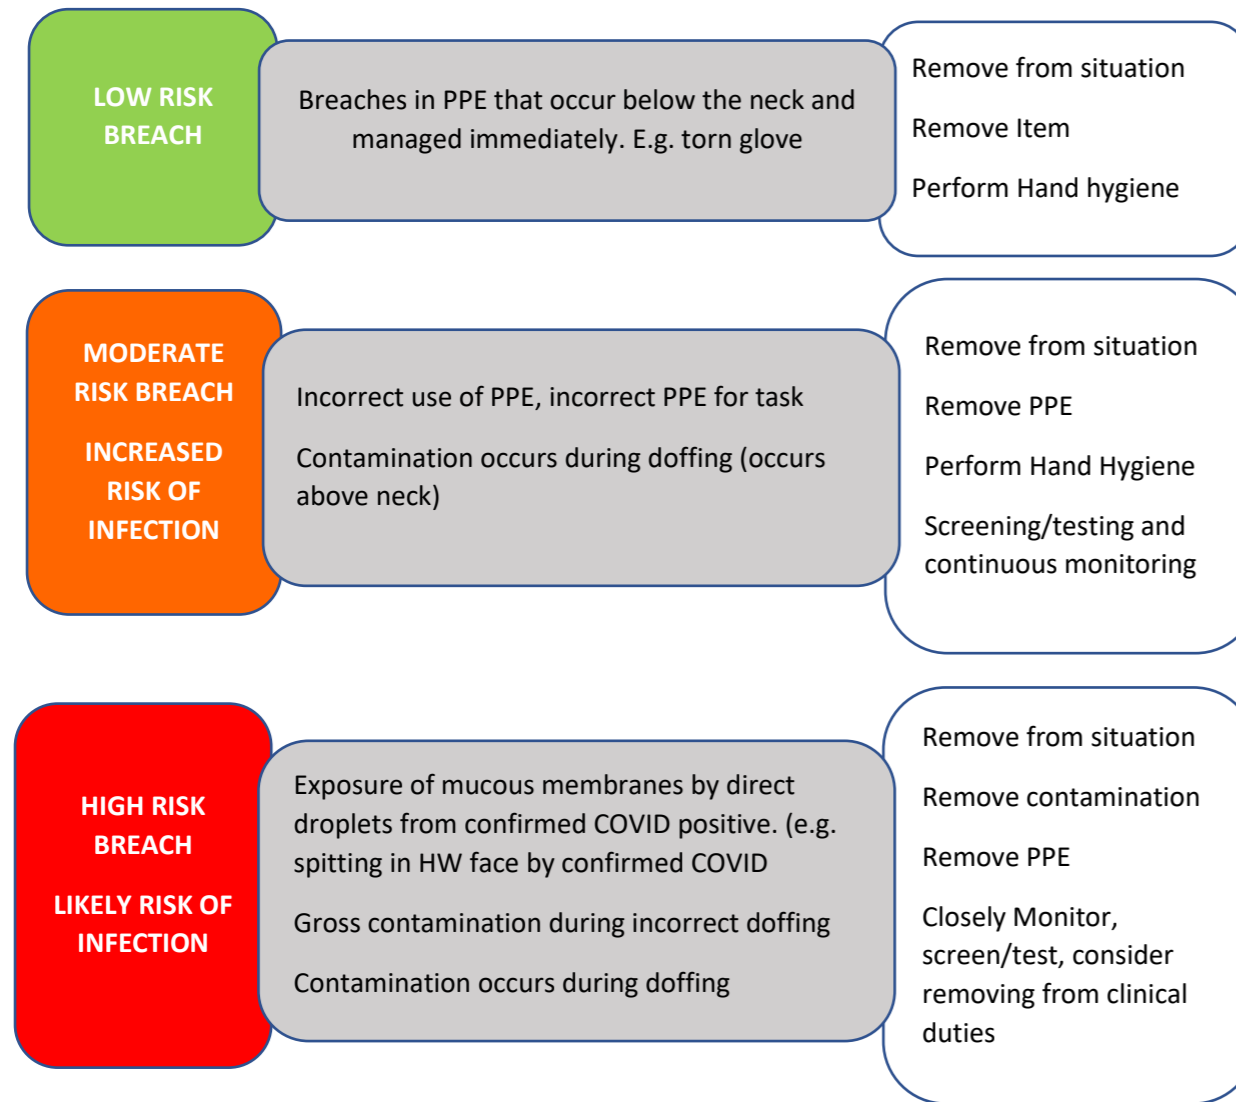 LOW RISK
BREACH
Breaches in PPE that occur below the neck and
managed immediately. E.g. torn glove
Remove from situation
Remove Item
Perform Hand hygiene
MODERATE
RISK BREACH
INCREASED
RISK OF
INFECTION
Incorrect use of PPE, incorrect PPE for task
Contamination occurs during doffing (occurs
above neck)
Remove from situation
Remove PPE
Perform Hand Hygiene
Screening/testing and
continuous monitoring
HIGH RISK
BREACH
LIKELY RISK OF
INFECTION
Exposure of mucous membranes by direct
droplets from confirmed COVID positive. (e.g.
spitting in HW face by confirmed COVID
Gross contamination during incorrect doffing
Contamination occurs during doffing
Remove from situation
Remove contamination
Remove PPE
Closely Monitor,
screen/test, consider
removing from clinical
duties